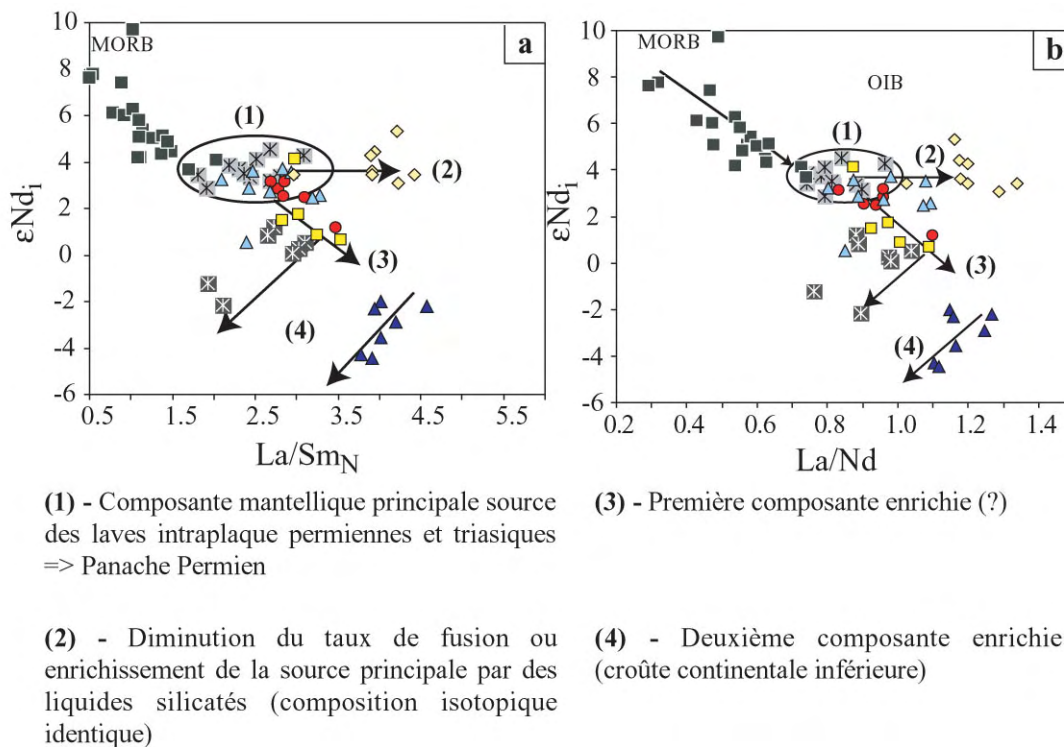 10
8
6
4
2
0
-2
-4
-6
εNdi
MORB
a
(1)
(2)
(3)
(4)
0.5
1.5
2.5
3.5
4.5
La/SmN
10
8
6
4
2
0
-2
-4
-6
εNdi
MORB
OIB
b
(1)
(2)
(3)
(4)
0.2
0.4
0.6
0.8
1.0
1.2
1.4
La/Nd
(1) - Composante mantellique principale source
des laves intraplaque permiennes et triasiques
=> Panache Permien
(2) - Diminution du taux de fusion ou
enrichissement de la source principale par des
liquides silicatés (composition isotopique
identique)
(3) - Première composante enrichie (?)
(4) - Deuxième composante enrichie
(croûte continentale inférieure)